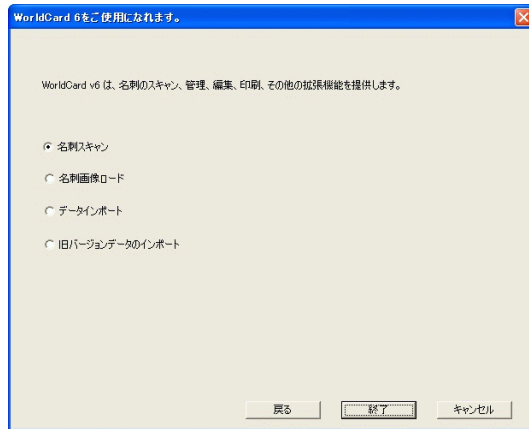 WorldCard 6をご使用になれます。
WorldCard v6 は、名刺のスキャン、管理、編集、印刷、その他の拡張機能を提供します。
名刺スキャン
名刺画像ロード
データインポート
旧バージョンデータのインポート
戻る 終了 キャンセル